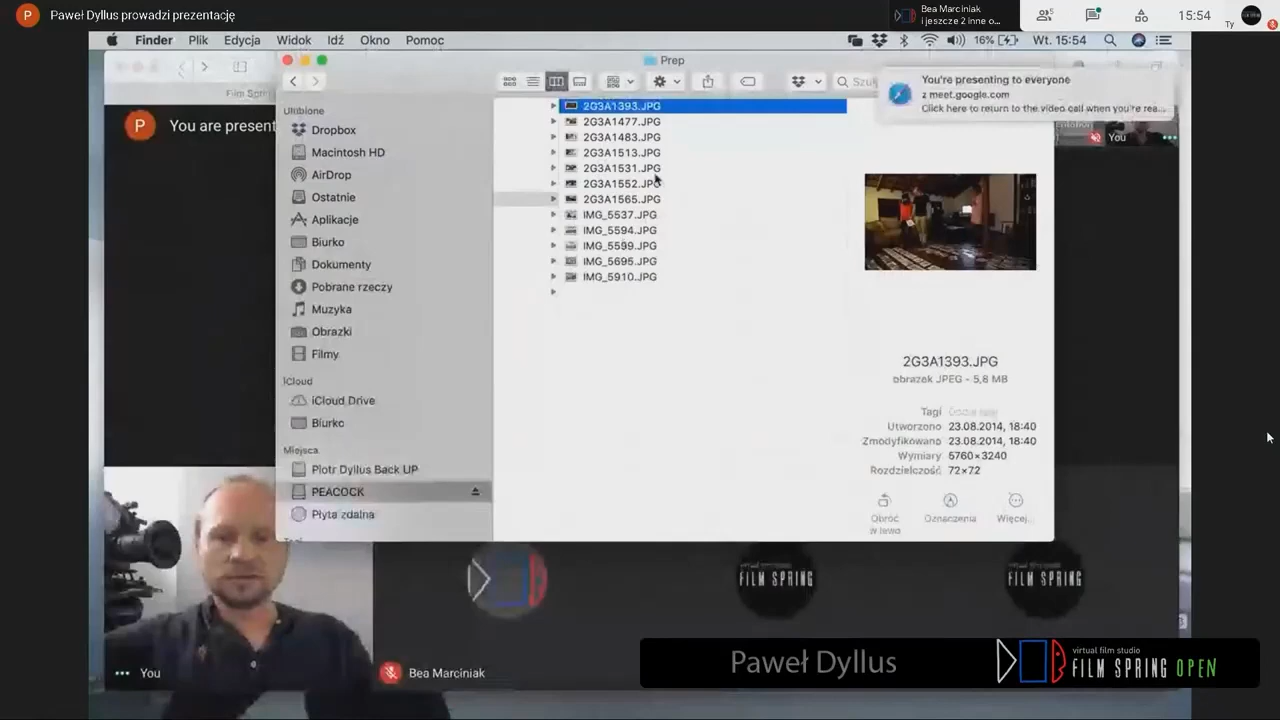 P Paweł Dyllus prowadzi prezentację
Bea Marciniak
i jeszcze 2 inne o...
5
15:54
Ty
Finder Plik Edycja Widok Idź Okno Pomoc
16% Wt. 15:54
Prep
You're presenting to everyone
z meet.google.com
Click here to return to the video call when you're rea...
Film Spri
P You are present
You
Ulubione
Dropbox
Macintosh HD
AirDrop
Ostatnie
Aplikacje
Biurko
Dokumenty
Pobrane rzeczy
Muzyka
Obrazki
Filmy
iCloud
iCloud Drive
Biurko
Miejsca
Piotr Dyllus Back UP
PEACOCK
Płyta zdalna
2G3A1393.JPG
2G3A1477.JPG
2G3A1483.JPG
2G3A1513.JPG
2G3A1531.JPG
2G3A1552.JPG
2G3A1565.JPG
IMG_5537.JPG
IMG_5594.JPG
IMG_5599.JPG
IMG_5695.JPG
IMG_5910.JPG
2G3A1393.JPG
obrazek JPEG - 5,8 MB
Tagi Dodaj tagi
Utworzono 23.08.2014, 18:40
Zmodyfikowano 23.08.2014, 18:40
Wymiary 5760×3240
Rozdzielczość 72×72
Obróć w lewo
Oznaczenia
Więcej...
FILM SPRING
FILM SPRING
You
Bea Marciniak
Paweł Dyllus
virtual film studio
FILM SPRING OPEN